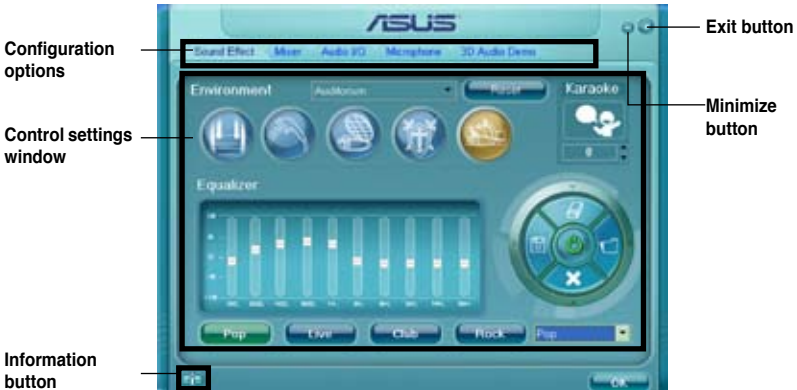 ASUS
Exit button
Configuration options
Sound Effect Mixer Audio I/O Microphone 3D Audio Demo
Environment Auditorium Reset Karaoke
Minimize button
Control settings window
0
Equalizer
Pop Live Club Rock Pop
Information button
OK